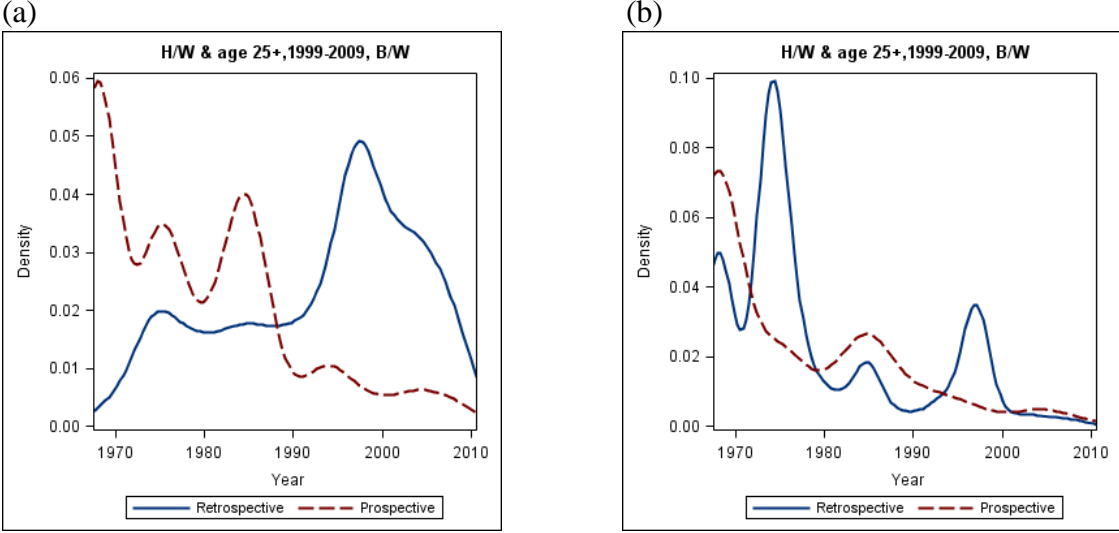 (a)
H/W & age 25+,1999-2009, B/W
0.06
0.05
0.04
0.03
0.02
0.01
0.00
Density
1970 1980 1990 2000 2010
Year
Retrospective Prospective
(b)
H/W & age 25+,1999-2009, B/W
0.10
0.08
0.06
0.04
0.02
0.00
Density
1970 1980 1990 2000 2010
Year
Retrospective Prospective